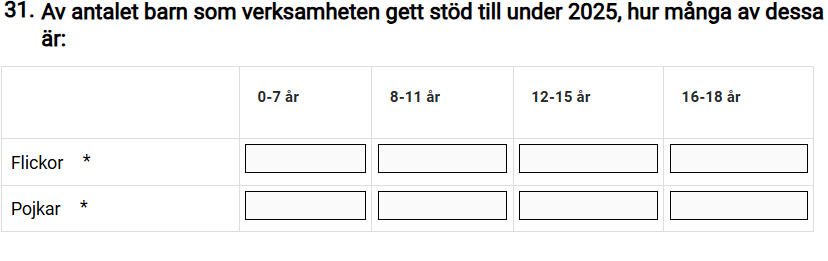 31. Av antalet barn som verksamheten gett stöd till under 2025, hur många av dessa
är:
0-7 år 8-11 år 12-15 år 16-18 år
Flickor *
Pojkar *